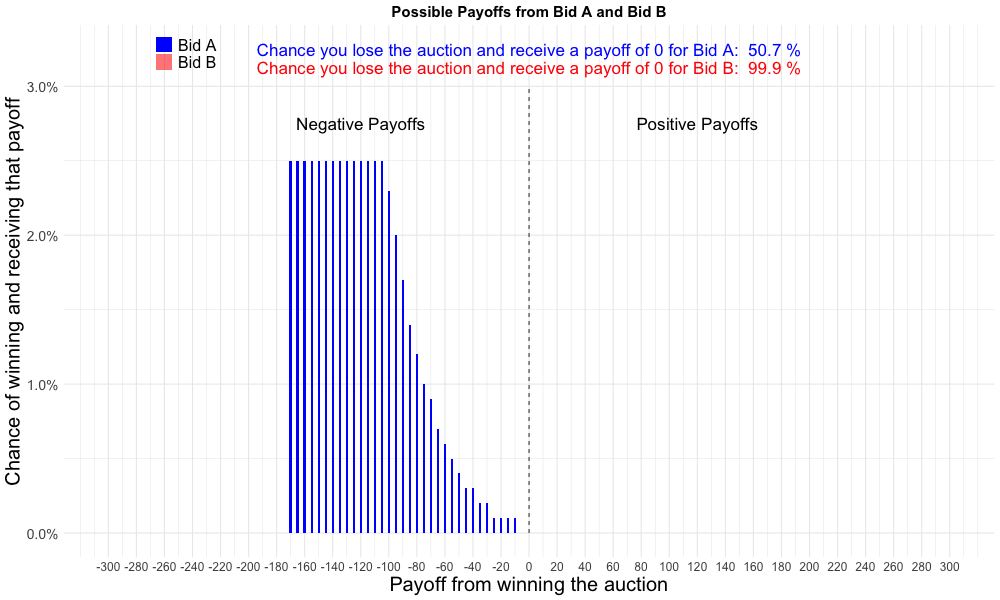 Possible Payoffs from Bid A and Bid B
Bid A
Bid B
Chance you lose the auction and receive a payoff of 0 for Bid A: 50.7 %
Chance you lose the auction and receive a payoff of 0 for Bid B: 99.9 %
Negative Payoffs
Positive Payoffs
Chance of winning and receiving that payoff
3.0%
2.0%
1.0%
0.0%
-300 -280 -260 -240 -220 -200 -180 -160 -140 -120 -100 -80 -60 -40 -20 0 20 40 60 80 100 120 140 160 180 200 220 240 260 280 300
Payoff from winning the auction